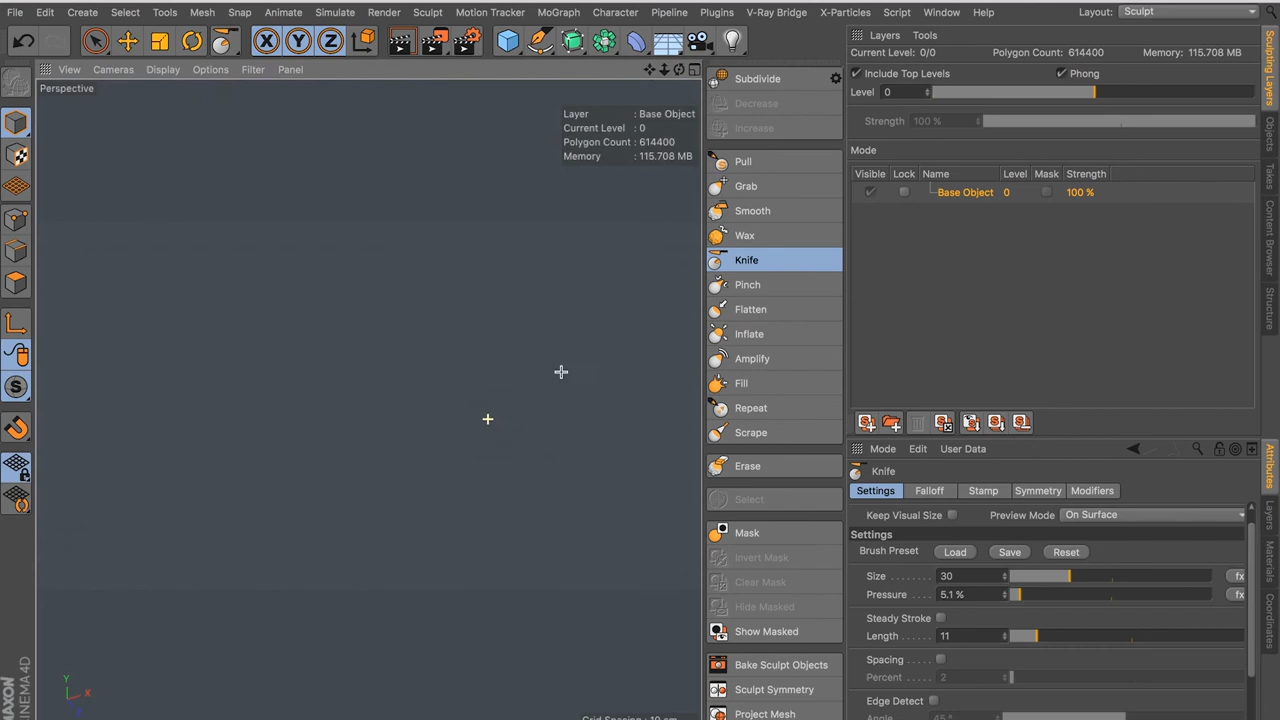 File Edit Create Select Tools Mesh Snap Animate Simulate Render Sculpt Motion Tracker MoGraph Character Pipeline Plugins V-Ray Bridge X-Particles Script Window Help Layout: Sculpt
View Cameras Display Options Filter Panel
Perspective
Layer : Base Object
Current Level : 0
Polygon Count : 614400
Memory : 115.708 MB
Y
X
MAXON
CINEMA4D
Subdivide
Decrease
Increase
Pull
Grab
Smooth
Wax
Knife
Pinch
Flatten
Inflate
Amplify
Fill
Repeat
Scrape
Erase
Select
Mask
Invert Mask
Clear Mask
Hide Masked
Show Masked
Bake Sculpt Objects
Sculpt Symmetry
Project Mesh
Layers Tools
Current Level: 0/0 Polygon Count: 614400 Memory: 115.708 MB
Include Top Levels Phong
Level 0
Strength 100 %
Mode
Visible Lock Name Level Mask Strength
Base Object 0 100 %
Mode Edit User Data
Knife
Settings Falloff Stamp Symmetry Modifiers
Keep Visual Size Preview Mode On Surface
Settings
Brush Preset Load Save Reset
Size 30 fx
Pressure 5.1 % fx
Steady Stroke
Length 11
Spacing
Percent 2
Edge Detect
Sculpting Layers
Objects
Takes
Content Browser
Structure
Attributes
Layers
Materials
Coordinates